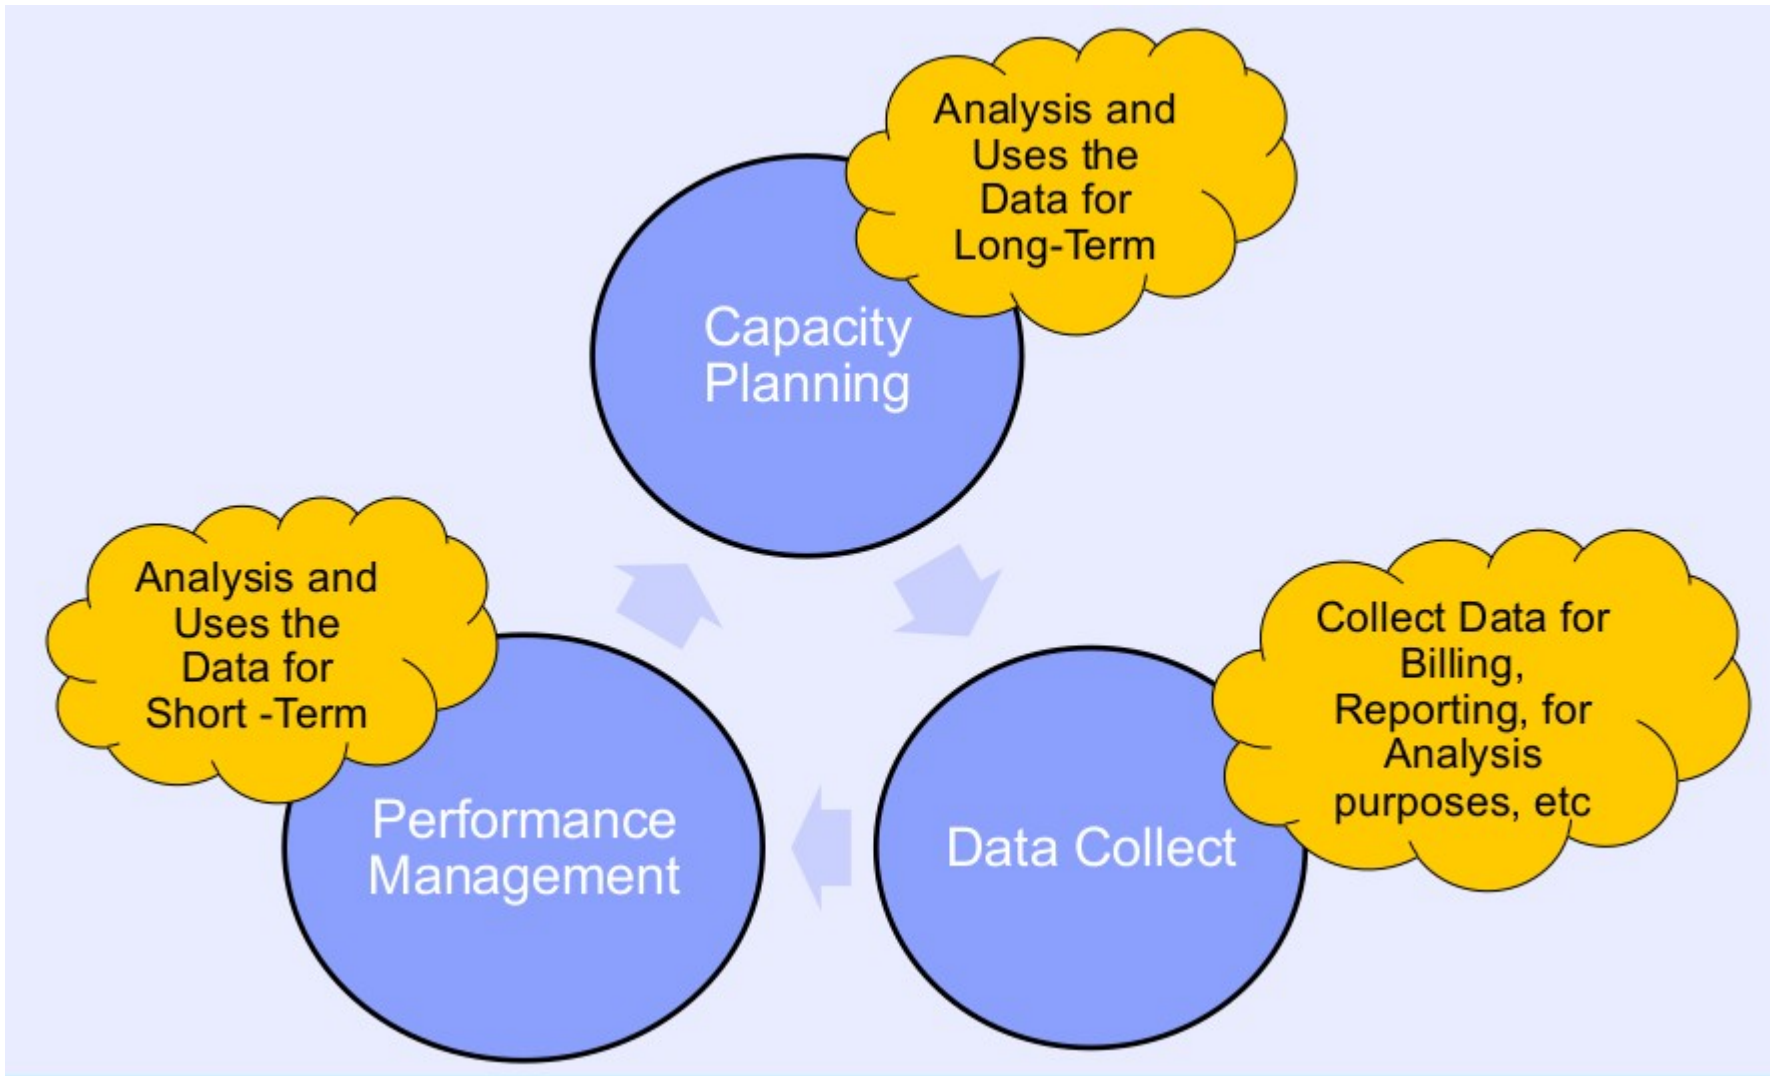 Analysis and
Uses the
Data for
Long-Term
Capacity
Planning
Analysis and
Uses the
Data for
Short -Term
Performance
Management
Collect Data for
Billing,
Reporting, for
Analysis
purposes, etc
Data Collect